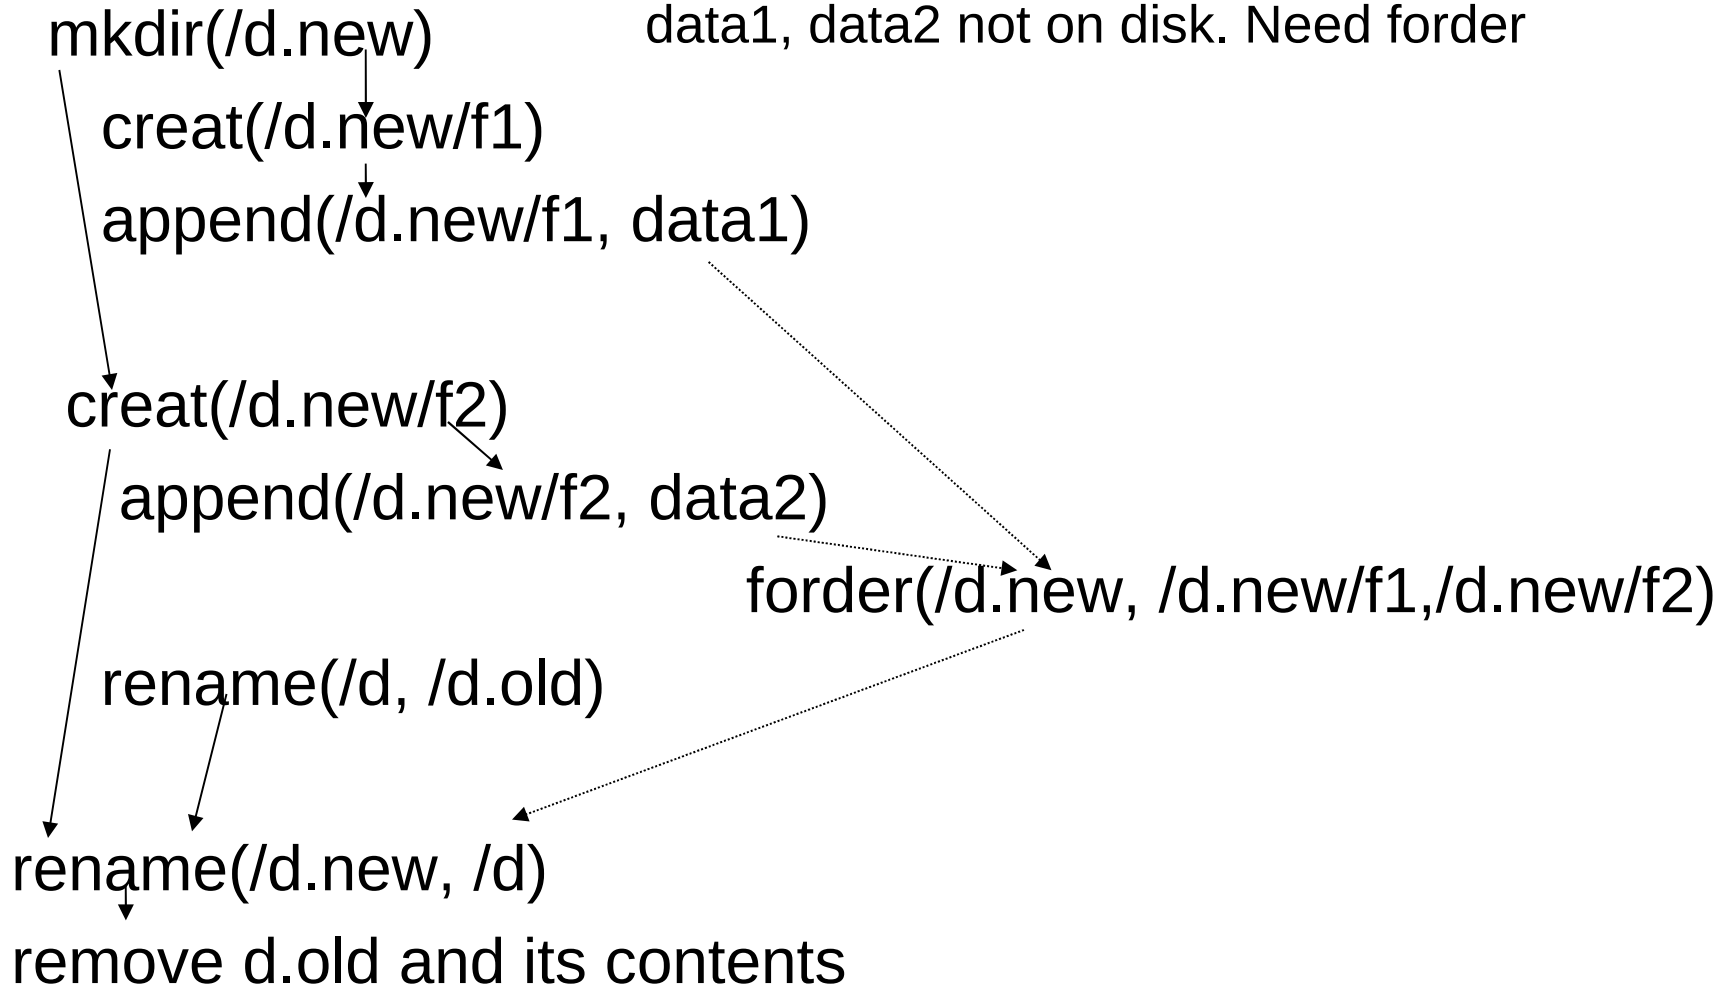 mkdir(/d.new)
data1, data2 not on disk. Need forder
creat(/d.new/f1)
append(/d.new/f1, data1)
creat(/d.new/f2)
append(/d.new/f2, data2)
forder(/d.new, /d.new/f1,/d.new/f2)
rename(/d, /d.old)
rename(/d.new, /d)
remove d.old and its contents